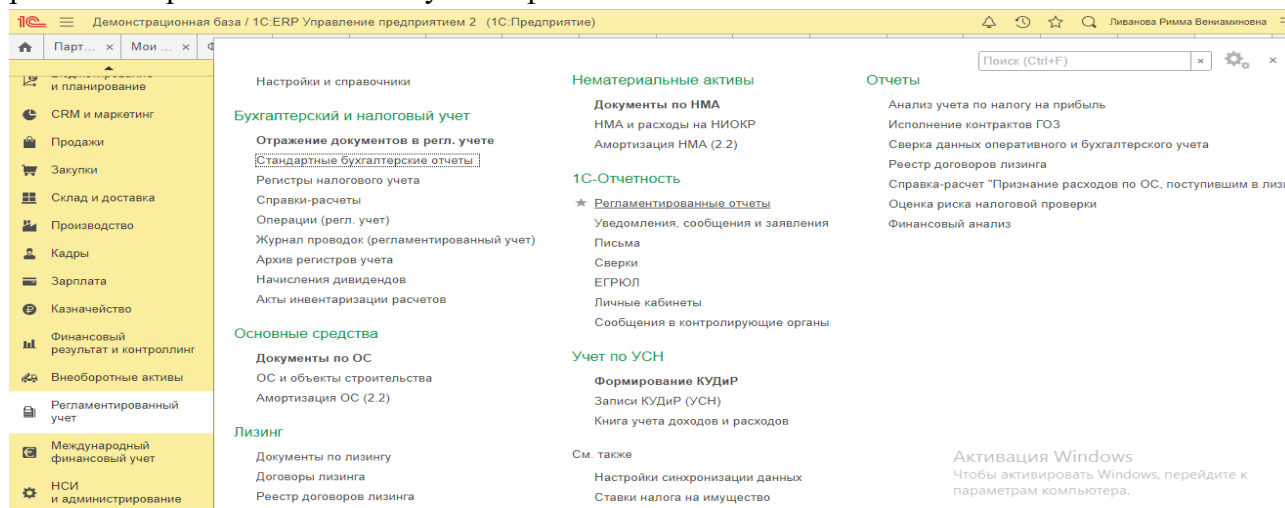 Демонстрационная база / 1С:ERP Управление предприятием 2 (1С:Предприятие)
Ливанова Римма Вениаминовна
Парт... × Мои ... ×
Поиск (Ctrl+F) ×
×
и планирование
CRM и маркетинг
Продажи
Закупки
Склад и доставка
Производство
Кадры
Зарплата
Казначейство
Финансовый
результат и контроллинг
Внеоборотные активы
Регламентированный
учет
Международный
финансовый учет
НСИ
и администрирование
Настройки и справочники
Бухгалтерский и налоговый учет
Отражение документов в регл. учете
Стандартные бухгалтерские отчеты
Регистры налогового учета
Справки-расчеты
Операции (регл. учет)
Журнал проводок (регламентированный учет)
Архив регистров учета
Начисления дивидендов
Акты инвентаризации расчетов
Основные средства
Документы по ОС
ОС и объекты строительства
Амортизация ОС (2.2)
Лизинг
Документы по лизингу
Договоры лизинга
Реестр договоров лизинга
Нематериальные активы
Документы по НМА
НМА и расходы на НИОКР
Амортизация НМА (2.2)
1С-Отчетность
Регламентированные отчеты
Уведомления, сообщения и заявления
Письма
Сверки
ЕГРЮЛ
Личные кабинеты
Сообщения в контролирующие органы
Учет по УСН
Формирование КУДиР
Записи КУДиР (УСН)
Книга учета доходов и расходов
См. также
Настройки синхронизации данных
Ставки налога на имущество
Отчеты
Анализ учета по налогу на прибыль
Исполнение контрактов ГОЗ
Сверка данных оперативного и бухгалтерского учета
Реестр договоров лизинга
Справка-расчет "Признание расходов по ОС, поступившим в лиз
Оценка риска налоговой проверки
Финансовый анализ
Активация Windows
Чтобы активировать Windows, перейдите к
параметрам компьютера.